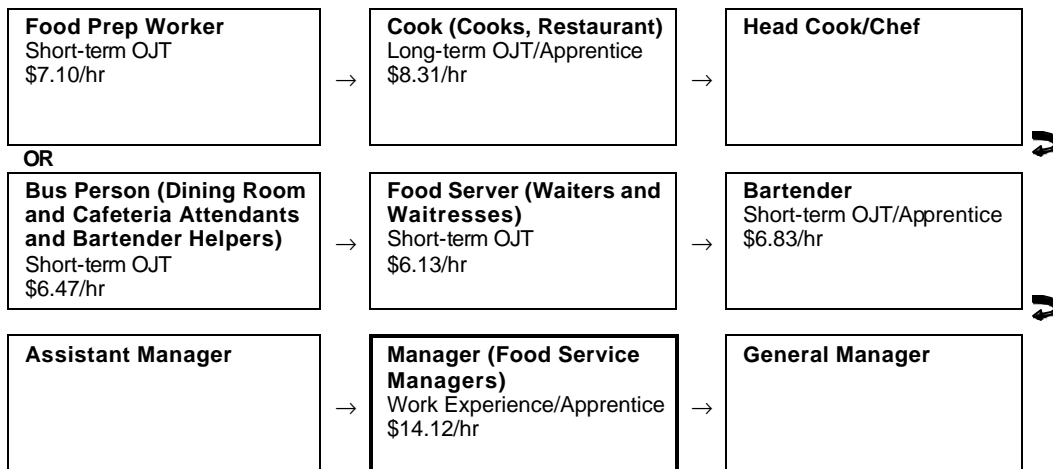 Food Prep Worker
Short-term OJT
$7.10/hr
→
Cook (Cooks, Restaurant)
Long-term OJT/Apprentice
$8.31/hr
→
Head Cook/Chef
OR
Bus Person (Dining Room
and Cafeteria Attendants
and Bartender Helpers)
Short-term OJT
$6.47/hr
→
Food Server (Waiters and
Waitresses)
Short-term OJT
$6.13/hr
→
Bartender
Short-term OJT/Apprentice
$6.83/hr
Assistant Manager
→
Manager (Food Service
Managers)
Work Experience/Apprentice
$14.12/hr
→
General Manager